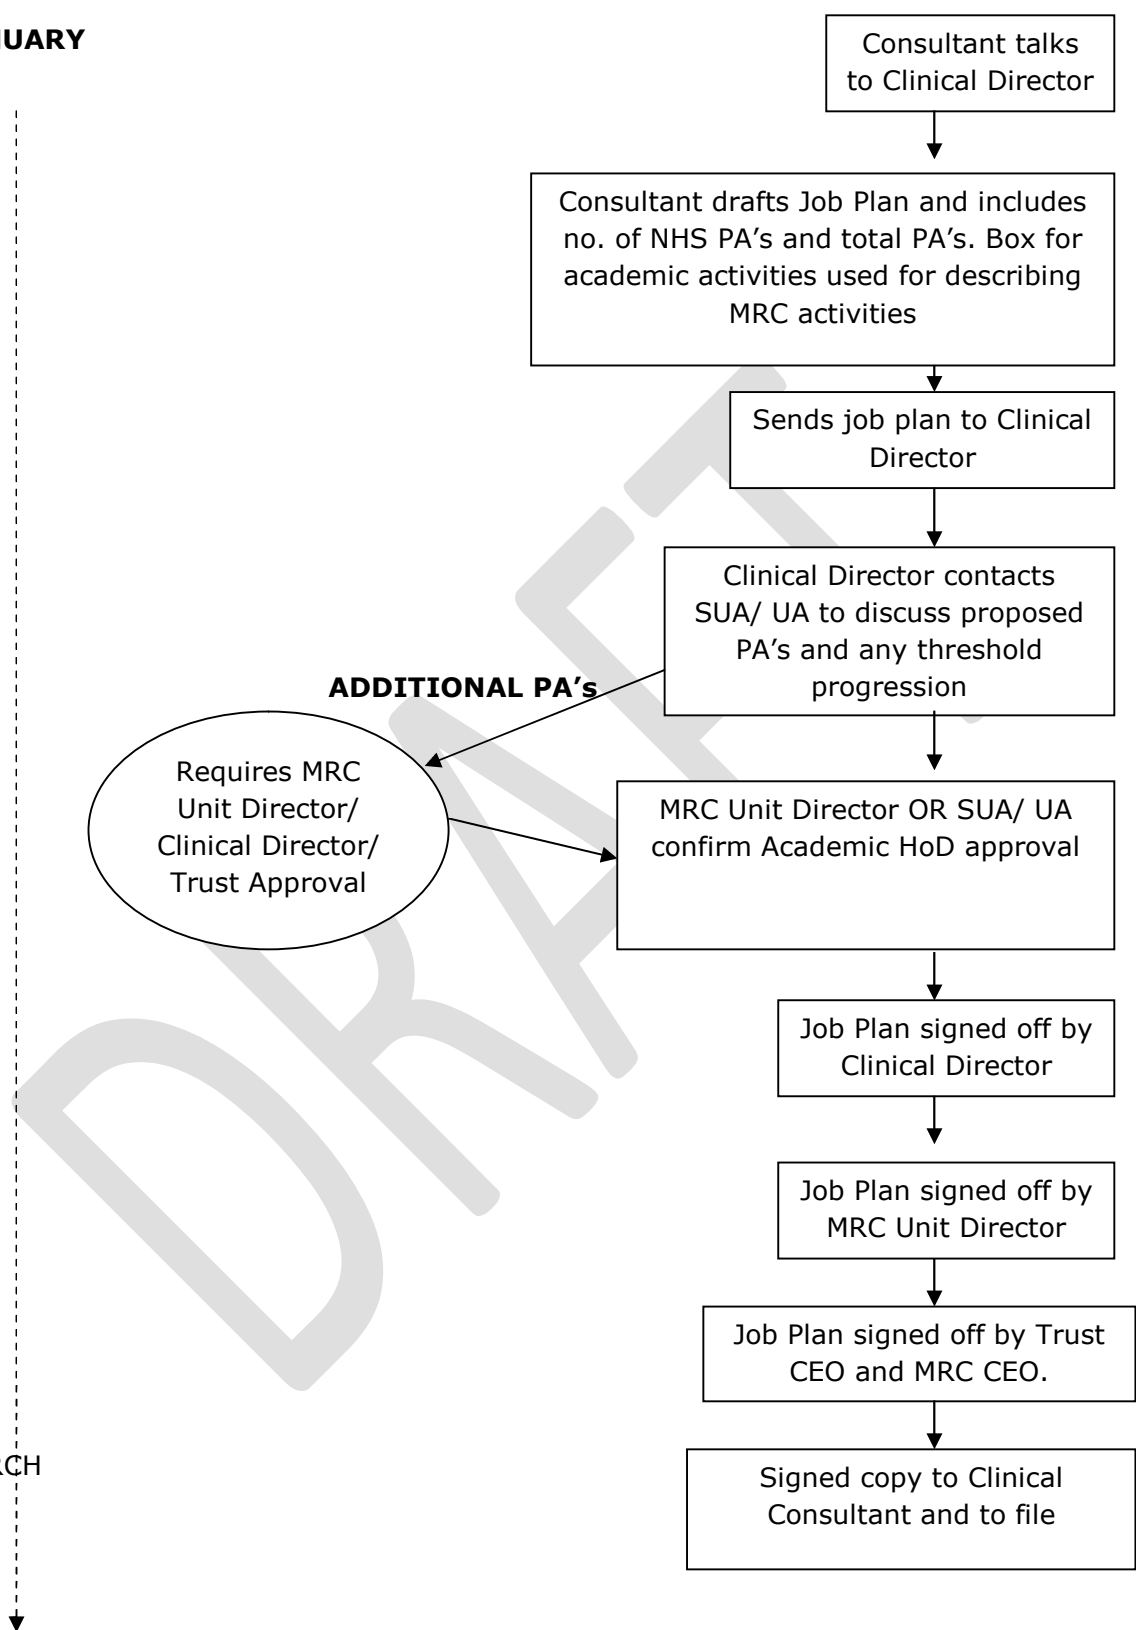 NUARY
Consultant talks
to Clinical Director
Consultant drafts Job Plan and includes
no. of NHS PA's and total PA's. Box for
academic activities used for describing
MRC activities
Sends job plan to Clinical
Director
Clinical Director contacts
SUA/ UA to discuss proposed
PA's and any threshold
progression
ADDITIONAL PA's
Requires MRC
Unit Director/
Clinical Director/
Trust Approval
MRC Unit Director OR SUA/ UA
confirm Academic HoD approval
Job Plan signed off by
Clinical Director
Job Plan signed off by
MRC Unit Director
Job Plan signed off by Trust
CEO and MRC CEO.
RCH
Signed copy to Clinical
Consultant and to file
DRAFT